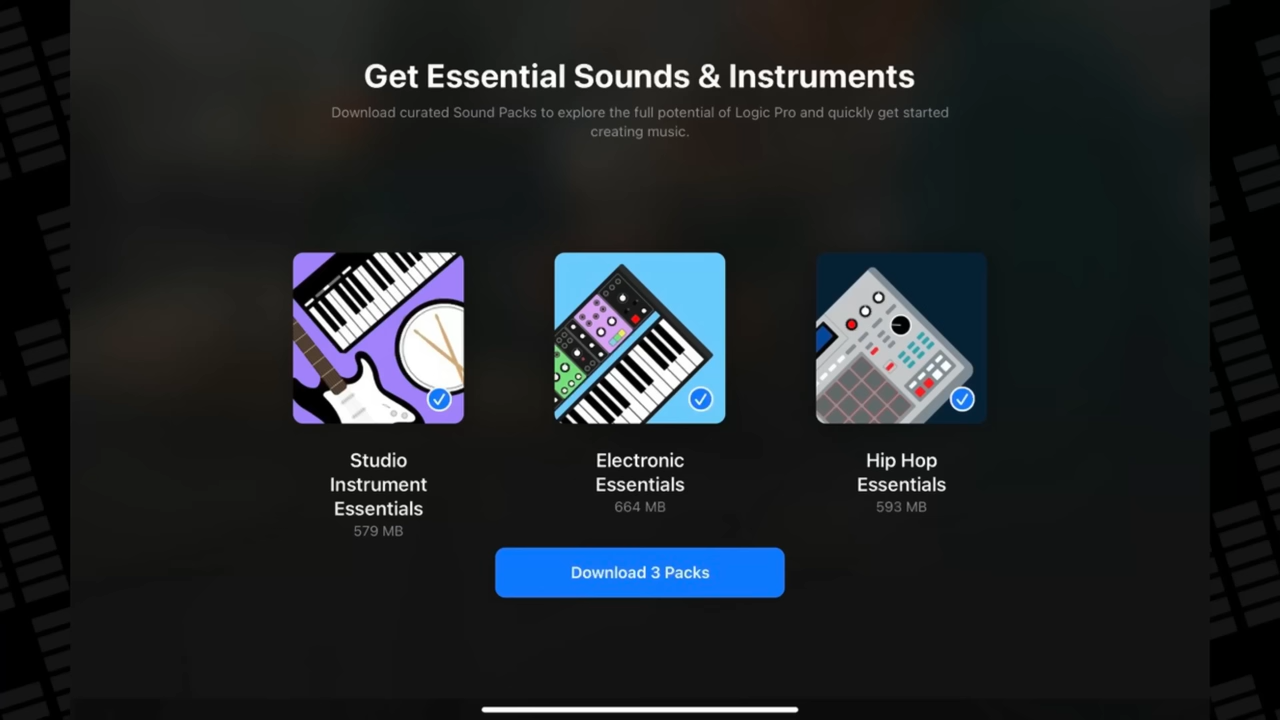 Get Essential Sounds & Instruments
Download curated Sound Packs to explore the full potential of Logic Pro and quickly get started
creating music.
Studio
Instrument
Essentials
579 MB
Electronic
Essentials
664 MB
Hip Hop
Essentials
593 MB
Download 3 Packs